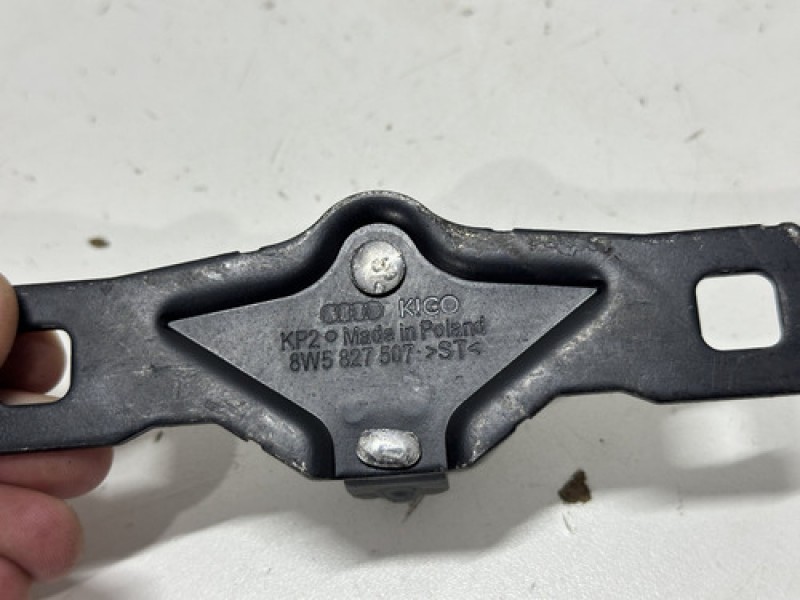 KIGO
KP2 Made in Poland
8W5 827 507 >ST<